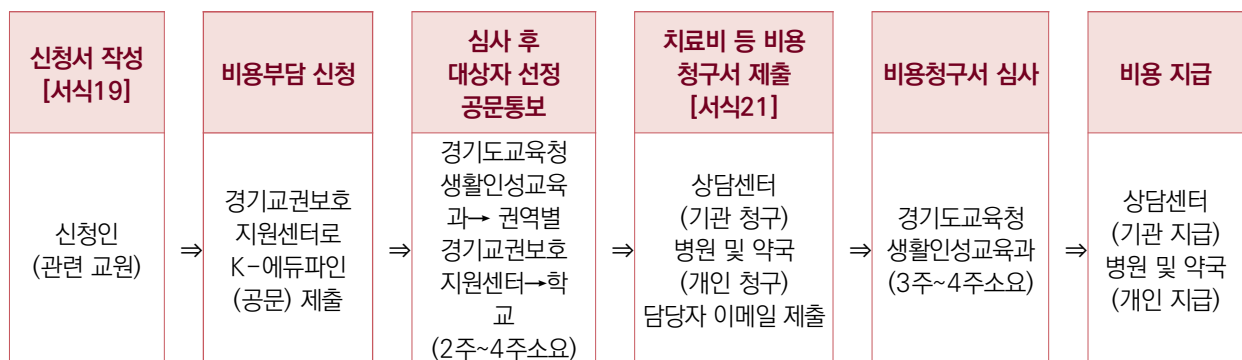 신청서 작성
[서식19]
비용부담 신청
심사 후
대상자 선정
공문통보
치료비 등 비용
청구서 제출
[서식21]
비용청구서 심사
비용 지급
신청인
(관련 교원)
⇒
경기교권보호
지원센터로
K-에듀파인
(공문) 제출
⇒
경기도교육청
생활인성교육
과→ 권역별
경기교권보호
지원센터→학
교
(2주~4주소요)
⇒
상담센터
(기관 청구)
병원 및 약국
(개인 청구)
담당자 이메일 제출
⇒
경기도교육청
생활인성교육과
(3주~4주소요)
⇒
상담센터
(기관 지급)
병원 및 약국
(개인 지급)